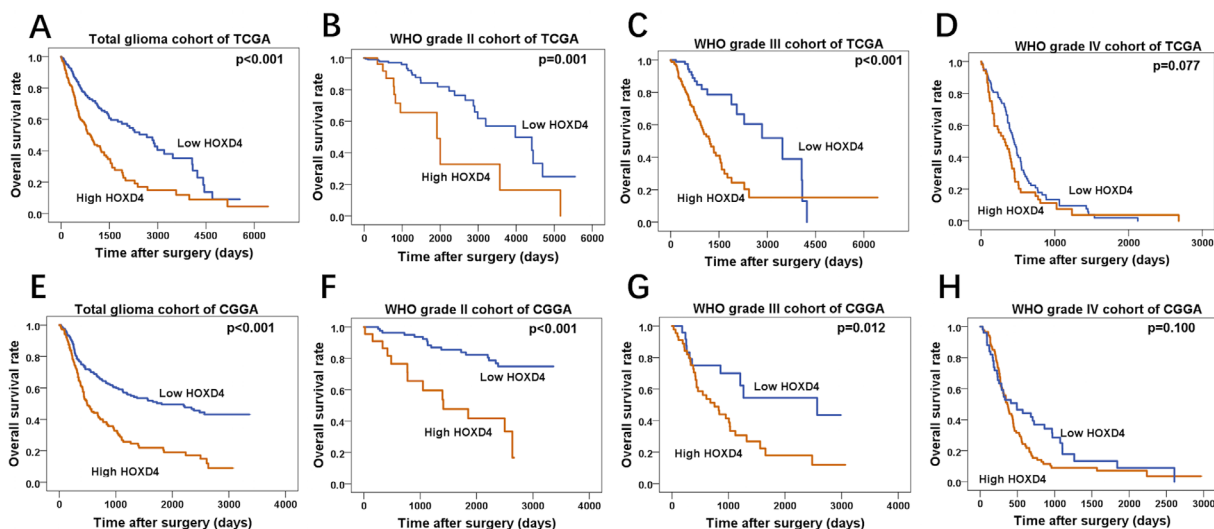 A
Total glioma cohort of TCGA
p<0.001
Overall survival rate
1.0
0.8
0.6
0.4
0.2
0.0
Low HOXD4
High HOXD4
0 1500 3000 4500 6000
Time after surgery (days)
B
WHO grade II cohort of TCGA
p=0.001
Overall survival rate
1.0
0.8
0.6
0.4
0.2
0.0
Low HOXD4
High HOXD4
0 1000 2000 3000 4000 5000 6000
Time after surgery (days)
C
WHO grade III cohort of TCGA
p<0.001
Overall survival rate
1.0
0.8
0.6
0.4
0.2
0.0
Low HOXD4
High HOXD4
0 1500 3000 4500 6000
Time after surgery (days)
D
WHO grade IV cohort of TCGA
p=0.077
Overall survival rate
1.0
0.8
0.6
0.4
0.2
0.0
Low HOXD4
High HOXD4
0 1000 2000 3000
Time after surgery (days)
E
Total glioma cohort of CGGA
p<0.001
Overall survival rate
1.0
0.8
0.6
0.4
0.2
0.0
Low HOXD4
High HOXD4
0 1000 2000 3000 4000
Time after surgery (days)
F
WHO grade II cohort of CGGA
p<0.001
Overall survival rate
1.0
0.8
0.6
0.4
0.2
0.0
Low HOXD4
High HOXD4
0 1000 2000 3000 4000
Time after surgery (days)
G
WHO grade III cohort of CGGA
p=0.012
Overall survival rate
1.0
0.8
0.6
0.4
0.2
0.0
Low HOXD4
High HOXD4
0 1000 2000 3000 4000
Time after surgery (days)
H
WHO grade IV cohort of CGGA
p=0.100
Overall survival rate
1.0
0.8
0.6
0.4
0.2
0.0
Low HOXD4
High HOXD4
0 500 1000 1500 2000 2500 3000
Time after surgery (days)